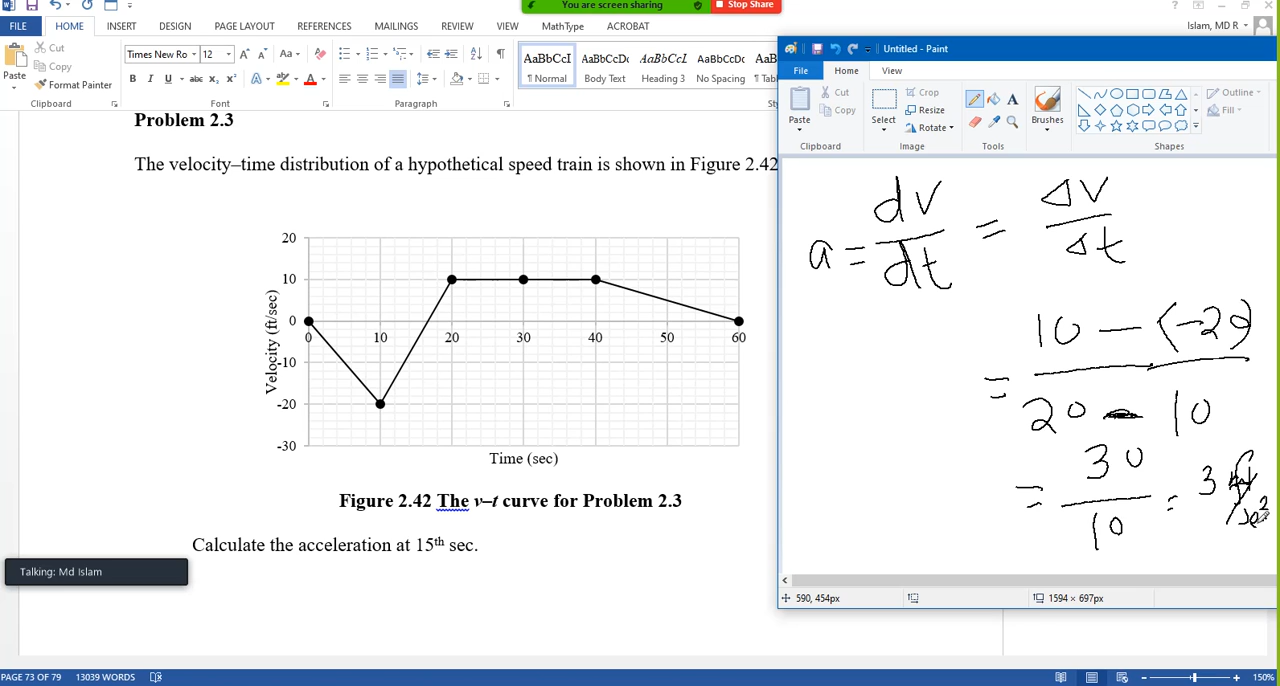 You are screen sharing
Stop Share
FILE HOME INSERT DESIGN PAGE LAYOUT REFERENCES MAILINGS REVIEW VIEW MathType ACROBAT
Islam, MD R
Paste
Cut
Copy
Format Painter
Clipboard
Times New Ro 12
Font
Paragraph
AaBbCcI AaBbCcDc AaBbCcL AaBbCcDc
¶ Normal Body Text Heading 3 No Spacing
Untitled - Paint
File Home View
Paste
Cut
Copy
Clipboard
Select
Crop
Resize
Rotate
Image
Tools
Brushes
Shapes
Outline
Fill
Problem 2.3
The velocity–time distribution of a hypothetical speed train is shown in Figure 2.42
20
10
0
-10
-20
-30
0 10 20 30 40 50 60
Velocity (ft/sec)
Time (sec)
Figure 2.42 The v–t curve for Problem 2.3
Calculate the acceleration at 15th sec.
a = dv/dt = Δv/Δt
= 10 — (-20)
20 - 10
= 30/10 = 3 ft/sec²
Talking: Md Islam
590, 454px
1594 × 697px
PAGE 73 OF 79 13039 WORDS
150%